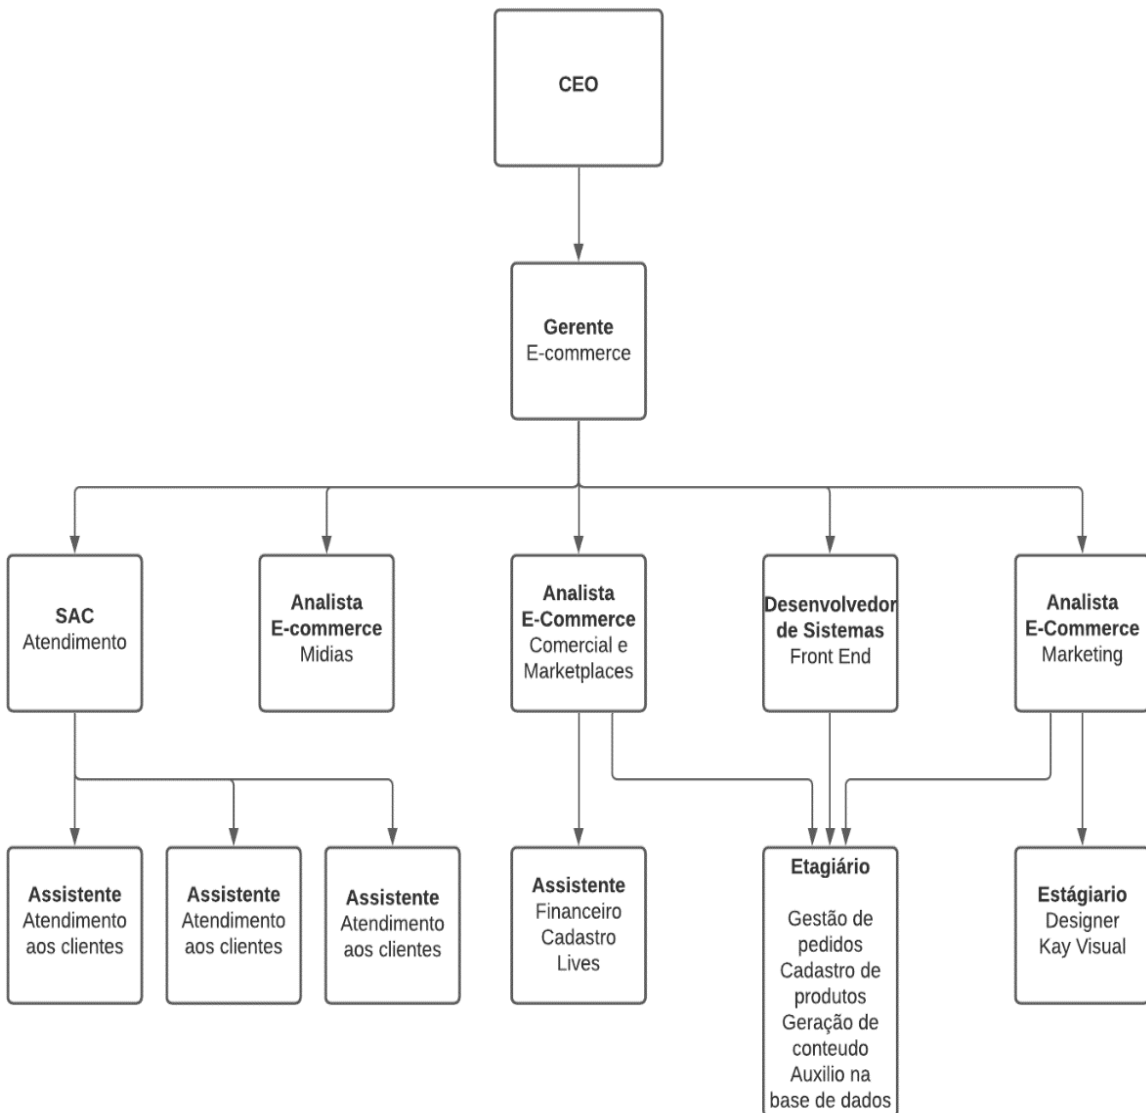 CEO
Gerente
E-commerce
SAC
Atendimento
Analista
E-commerce
Midias
Analista
E-Commerce
Comercial e
Marketplaces
Desenvolvedor
de Sistemas
Front End
Analista
E-Commerce
Marketing
Assistente
Atendimento
aos clientes
Assistente
Atendimento
aos clientes
Assistente
Atendimento
aos clientes
Assistente
Financeiro
Cadastro
Lives
Etagiário
Gestão de
pedidos
Cadastro de
produtos
Geração de
conteudo
Auxilio na
base de dados
Estágiario
Designer
Kay Visual